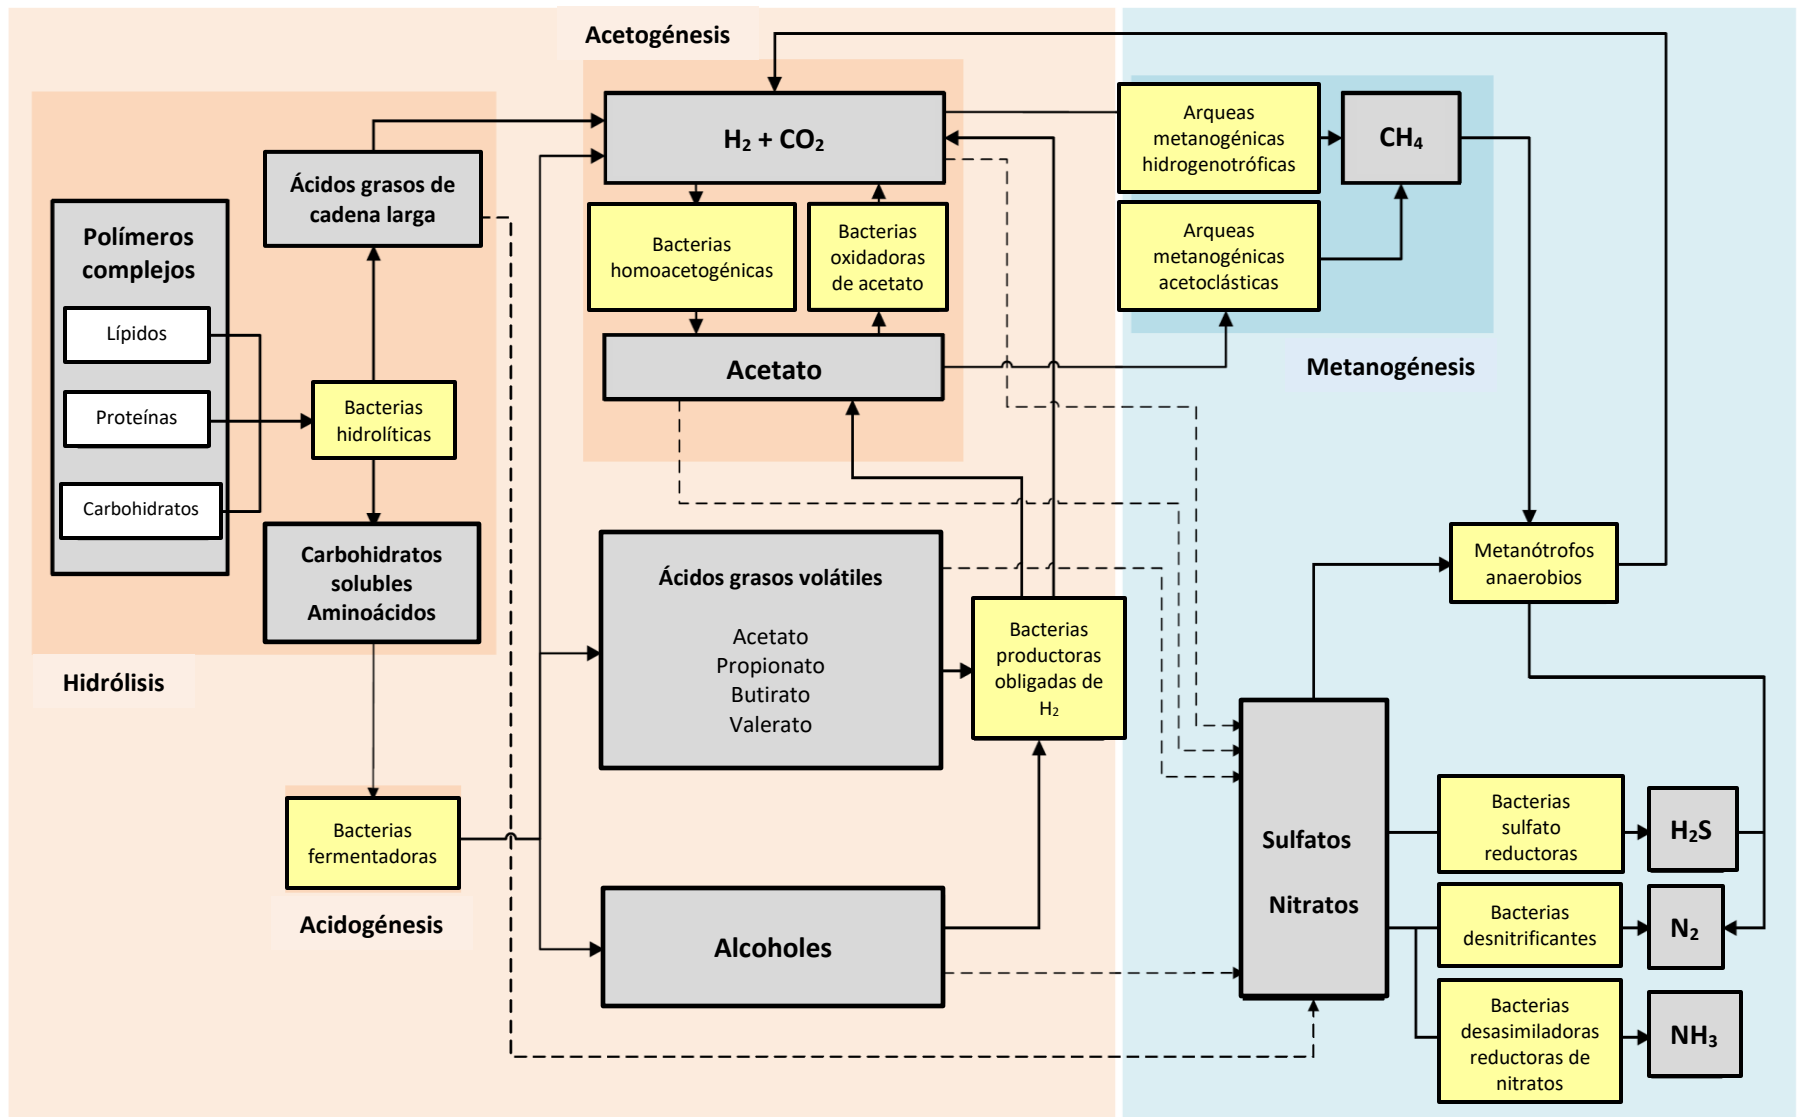 Acetogénesis
H₂ + CO₂
Arqueas
metanogénicas
hidrogenotróficas
CH₄
Ácidos grasos de
cadena larga
Polímeros
complejos
Lípidos
Proteínas
Carbohidratos
Bacterias
hidrolíticas
Bacterias
homoacetogénicas
Bacterias
oxidadoras
de acetato
Arqueas
metanogénicas
acetoclásticas
Acetato
Metanogénesis
Carbohidratos
solubles
Aminoácidos
Hidrólisis
Ácidos grasos volátiles
Acetato
Propionato
Butirato
Valerato
Bacterias
productoras
obligadas de
H₂
Metanótrofos
anaerobios
Bacterias
fermentadoras
Acidogénesis
Alcoholes
Sulfatos
Nitratos
Bacterias
sulfato
reductoras
H₂S
Bacterias
desnitrificantes
N₂
Bacterias
desasimiladoras
reductoras de
nitratos
NH₃